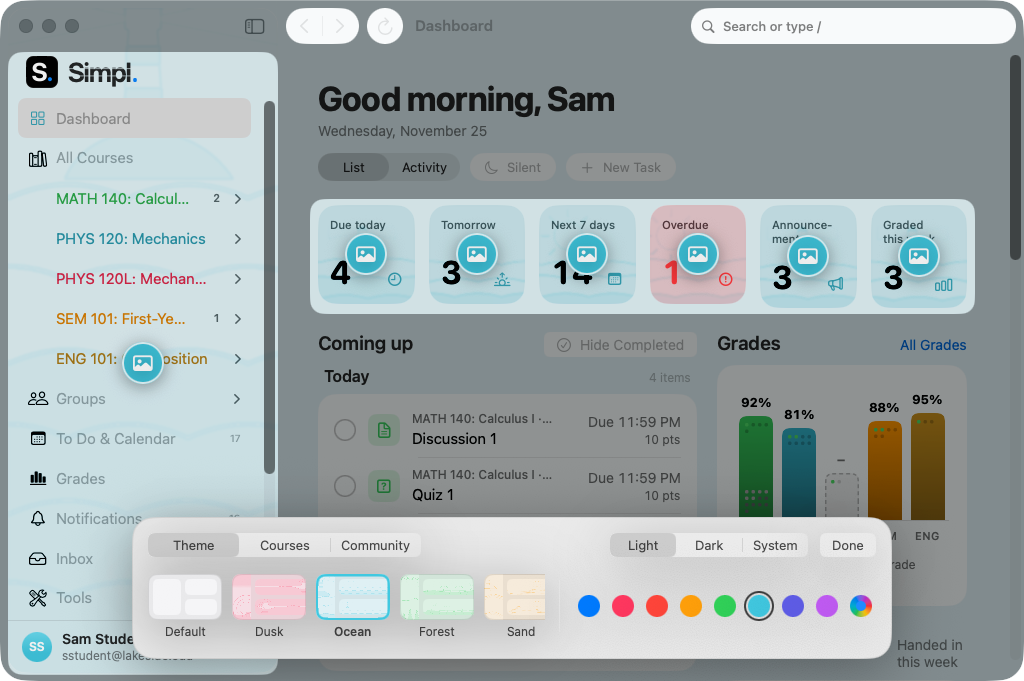 Dashboard
Search or type /
S.
Simpl.
Dashboard
All Courses
MATH 140: Calcul... 2
PHYS 120: Mechanics
PHYS 120L: Mechan...
SEM 101: First-Ye... 1
ENG 101:
Groups
To Do & Calendar 17
Grades
Notifications
Inbox
Tools
SS
Sam Stude
Good morning, Sam
Wednesday, November 25
List Activity Silent New Task
Due today
4
Tomorrow
3
Next 7 days
14
Overdue
1
Announce-
3
Graded
this
3
Coming up
Hide Completed
Today
4 items
MATH 140: Calculus I ·...
Discussion 1
Due 11:59 PM
10 pts
MATH 140: Calculus I ·...
Quiz 1
Due 11:59 PM
10 pts
Grades
All Grades
92%
81%
–
88%
95%
ENG
Handed in
this week
Theme Courses Community
Light Dark System
Done
Default
Dusk
Ocean
Forest
Sand